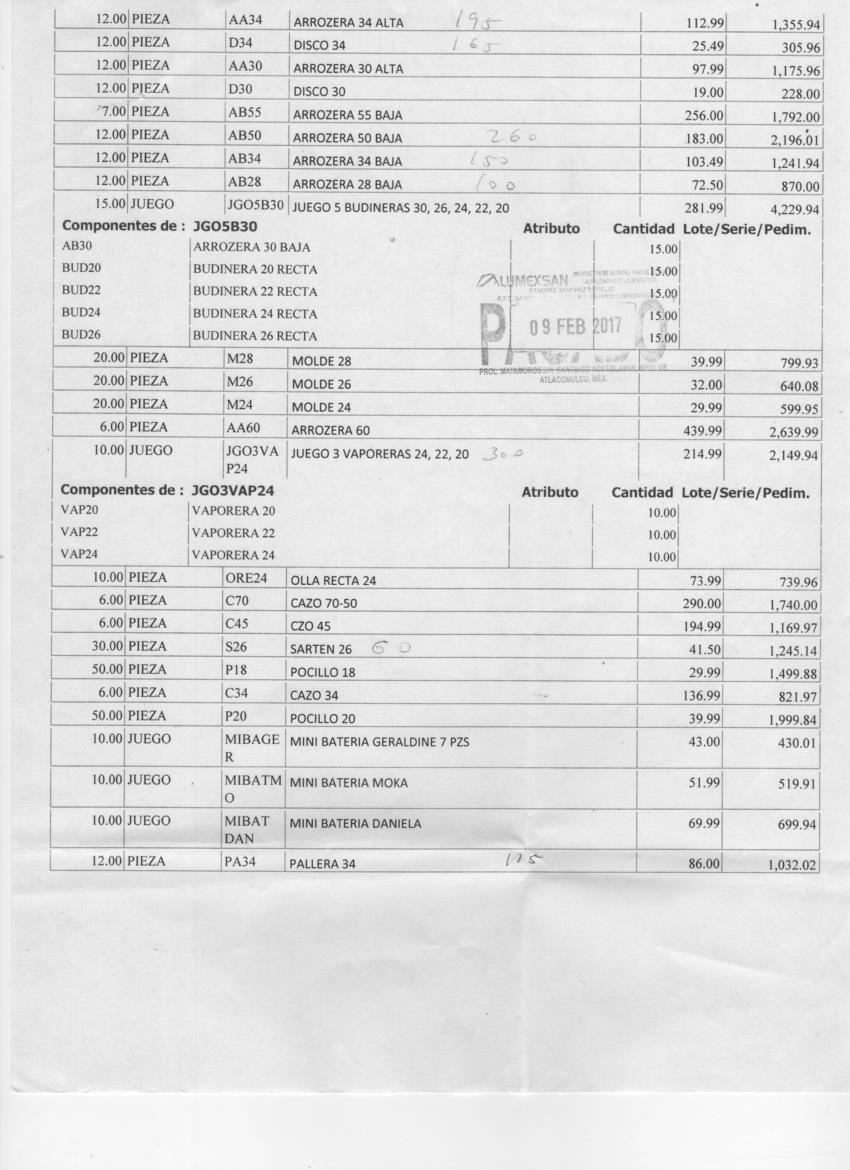 12.00 PIEZA AA34 ARROZERA 34 ALTA 195 112.99 1,355.94
12.00 PIEZA D34 DISCO 34 165 25.49 305.96
12.00 PIEZA AA30 ARROZERA 30 ALTA 97.99 1,175.96
12.00 PIEZA D30 DISCO 30 19.00 228.00
7.00 PIEZA AB55 ARROZERA 55 BAJA 256.00 1,792.00
12.00 PIEZA AB50 ARROZERA 50 BAJA 260 183.00 2,196.01
12.00 PIEZA AB34 ARROZERA 34 BAJA 150 103.49 1,241.94
12.00 PIEZA AB28 ARROZERA 28 BAJA 100 72.50 870.00
15.00 JUEGO JGO5B30 JUEGO 5 BUDINERAS 30, 26, 24, 22, 20 281.99 4,229.94
Componentes de : JGO5B30 Atributo Cantidad Lote/Serie/Pedim.
AB30 ARROZERA 30 BAJA 15.00
BUD20 BUDINERA 20 RECTA 15.00
ALUMEXSAN
BUD22 BUDINERA 22 RECTA 15.00
BUD24 BUDINERA 24 RECTA 15.00
09 FEB 2017
BUD26 BUDINERA 26 RECTA 15.00
20.00 PIEZA M28 MOLDE 28 39.99 799.93
PROL. MATAMOROS
ATLACOMULCO, MEX.
20.00 PIEZA M26 MOLDE 26 32.00 640.08
20.00 PIEZA M24 MOLDE 24 29.99 599.95
6.00 PIEZA AA60 ARROZERA 60 439.99 2,639.99
10.00 JUEGO JGO3VA JUEGO 3 VAPORERAS 24, 22, 20 300 214.99 2,149.94
P24
Componentes de : JGO3VAP24 Atributo Cantidad Lote/Serie/Pedim.
VAP20 VAPORERA 20 10.00
VAP22 VAPORERA 22 10.00
VAP24 VAPORERA 24 10.00
10.00 PIEZA ORE24 OLLA RECTA 24 73.99 739.96
6.00 PIEZA C70 CAZO 70-50 290.00 1,740.00
6.00 PIEZA C45 CZO 45 194.99 1,169.97
30.00 PIEZA S26 SARTEN 26 60 41.50 1,245.14
50.00 PIEZA P18 POCILLO 18 29.99 1,499.88
6.00 PIEZA C34 CAZO 34 136.99 821.97
50.00 PIEZA P20 POCILLO 20 39.99 1,999.84
10.00 JUEGO MIBAGE MINI BATERIA GERALDINE 7 PZS 43.00 430.01
R
10.00 JUEGO MIBATM MINI BATERIA MOKA 51.99 519.91
O
10.00 JUEGO MIBAT MINI BATERIA DANIELA 69.99 699.94
DAN
12.00 PIEZA PA34 PALLERA 34 86.00 1,032.02